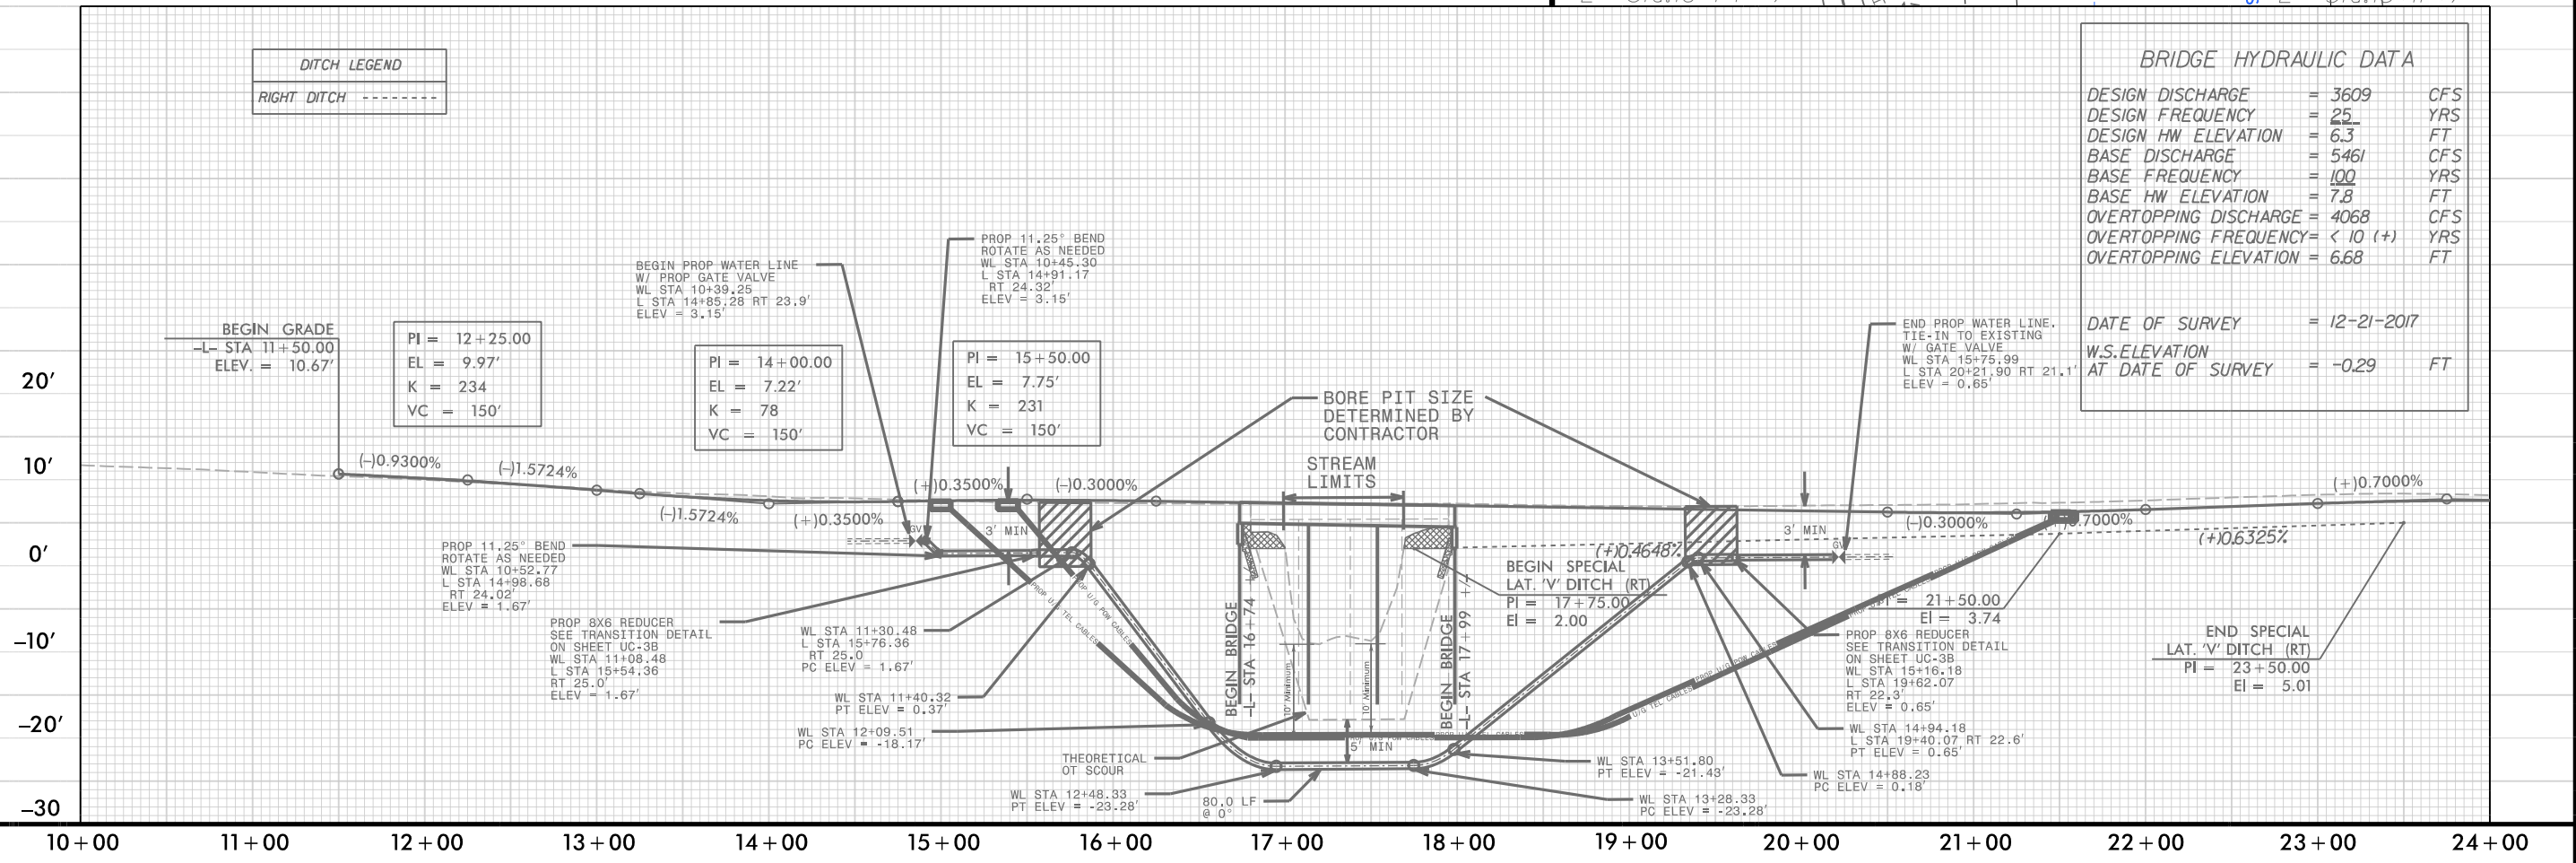 DITCH LEGEND
RIGHT DITCH
BRIDGE HYDRAULIC DATA
DESIGN DISCHARGE = 3609 CFS
DESIGN FREQUENCY = 25 YRS
DESIGN HW ELEVATION = 6.3 FT
BASE DISCHARGE = 5461 CFS
BASE FREQUENCY = 100 YRS
BASE HW ELEVATION = 7.8 FT
OVERTOPPING DISCHARGE = 4068 CFS
OVERTOPPING FREQUENCY = < 10 (+) YRS
OVERTOPPING ELEVATION = 6.68 FT
DATE OF SURVEY = 12-21-2017
W.S.ELEVATION
AT DATE OF SURVEY = -0.29 FT
BEGIN GRADE
-L- STA 11+50.00
ELEV. = 10.67'
PI = 12+25.00
EL = 9.97'
K = 234
VC = 150'
PI = 14+00.00
EL = 7.22'
K = 78
VC = 150'
PI = 15+50.00
EL = 7.75'
K = 231
VC = 150'
BEGIN PROP WATER LINE
W/ PROP GATE VALVE
WL STA 10+39.25
L STA 14+85.28 RT 23.9'
ELEV = 3.15'
PROP 11.25° BEND
ROTATE AS NEEDED
WL STA 10+45.30
L STA 14+91.17
RT 24.32'
ELEV = 3.15'
BORE PIT SIZE
DETERMINED BY
CONTRACTOR
STREAM
LIMITS
END PROP WATER LINE.
TIE-IN TO EXISTING
W/ GATE VALVE
WL STA 15+75.99
L STA 20+21.90 RT 21.1'
ELEV = 0.65'
(-)0.9300%
(-)1.5724%
(-)1.5724%
(+)0.3500%
(+)0.3500%
(-)0.3000%
(-)0.3000%
(+)0.7000%
(+)0.4648%
(+)0.6325%
GV
3' MIN
3' MIN
GV
PROP 11.25° BEND
ROTATE AS NEEDED
WL STA 10+52.77
L STA 14+98.68
RT 24.02'
ELEV = 1.67'
PROP 8X6 REDUCER
SEE TRANSITION DETAIL
ON SHEET UC-3B
WL STA 11+08.48
L STA 15+54.36
RT 25.0'
ELEV = 1.67'
WL STA 11+30.48
L STA 15+76.36
RT 25.0
PC ELEV = 1.67'
WL STA 11+40.32
PT ELEV = 0.37'
WL STA 12+09.51
PC ELEV = -18.17'
PROP U/G TEL CABLES
PROP U/G POW CABLES
BEGIN BRIDGE
-L- STA 16+74 +/-
10' Minimum
10' Minimum
BEGIN BRIDGE
-L- STA 17+99 +/-
THEORETICAL
OT SCOUR
5' MIN
WL STA 12+48.33
PT ELEV = -23.28'
80.0 LF
@ 0°
WL STA 13+51.80
PT ELEV = -21.43'
WL STA 13+28.33
PC ELEV = -23.28'
BEGIN SPECIAL
LAT. 'V' DITCH (RT)
PI = 17+75.00
El = 2.00
21+50.00
El = 3.74
PROP 8X6 REDUCER
SEE TRANSITION DETAIL
ON SHEET UC-3B
WL STA 15+16.18
L STA 19+62.07
RT 22.3'
ELEV = 0.65'
WL STA 14+94.18
L STA 19+40.07 RT 22.6'
PT ELEV = 0.65'
WL STA 14+88.23
PC ELEV = 0.18'
END SPECIAL
LAT. 'V' DITCH (RT)
PI = 23+50.00
El = 5.01
20'
10'
0'
-10'
-20'
-30
10+00 11+00 12+00 13+00 14+00 15+00 16+00 17+00 18+00 19+00 20+00 21+00 22+00 23+00 24+00